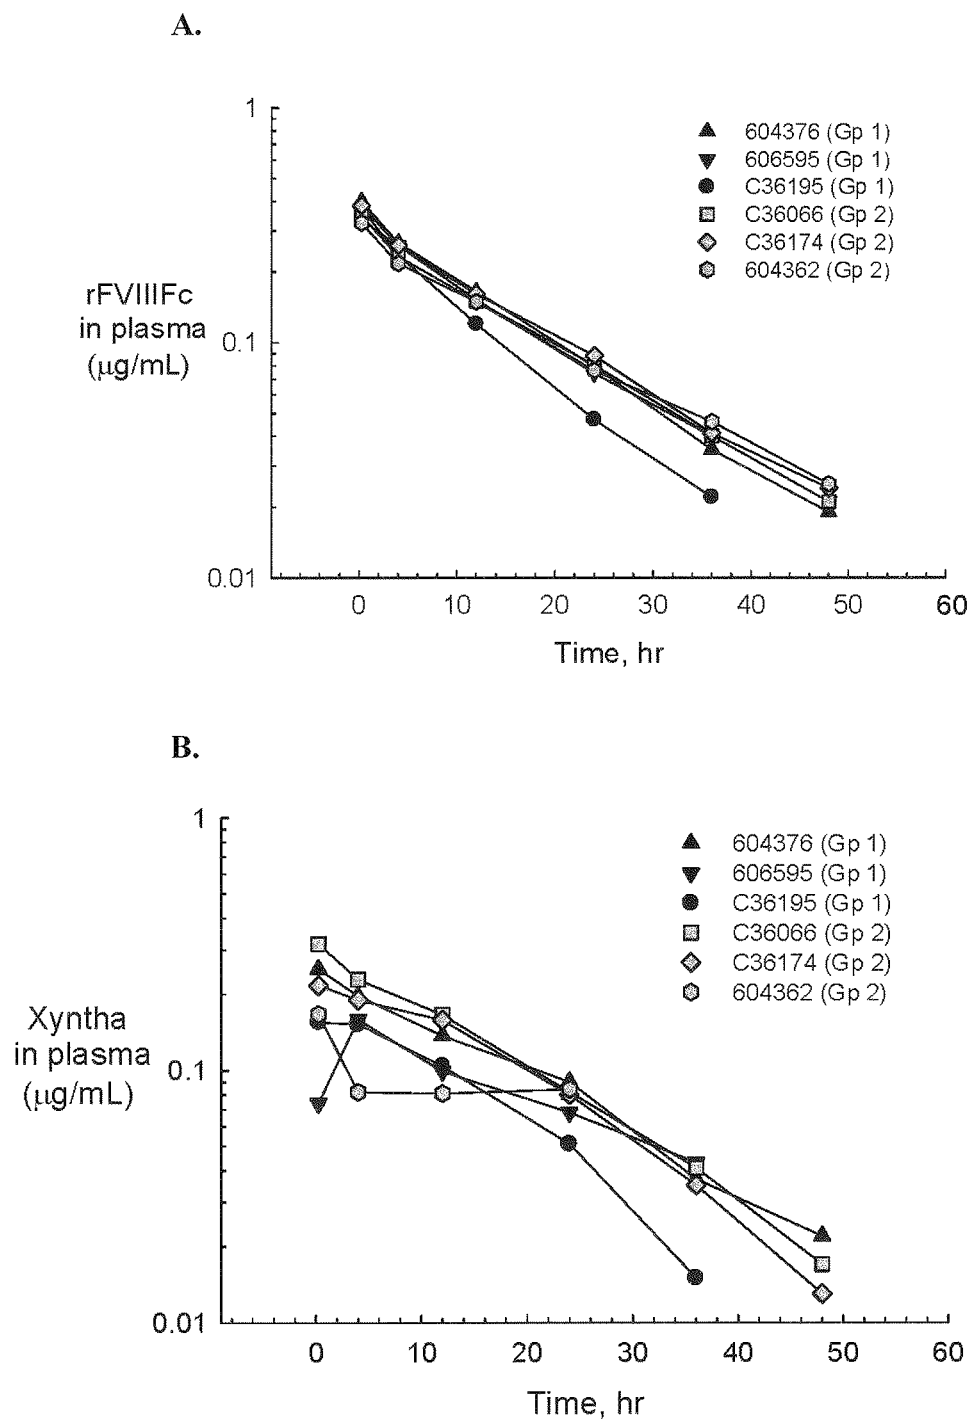 A.
1
604376 (Gp 1)
606595 (Gp 1)
C36195 (Gp 1)
C36066 (Gp 2)
C36174 (Gp 2)
604362 (Gp 2)
rFVIIIFc
in plasma
(μg/mL)
0.1
0.01
0 10 20 30 40 50 60
Time, hr
B.
1
604376 (Gp 1)
606595 (Gp 1)
C36195 (Gp 1)
C36066 (Gp 2)
C36174 (Gp 2)
604362 (Gp 2)
Xyntha
in plasma
(μg/mL)
0.1
0.01
0 10 20 30 40 50 60
Time, hr